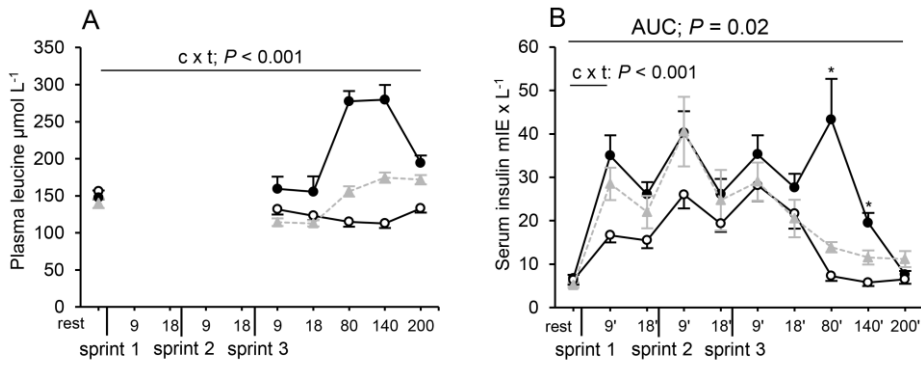 A
Plasma leucine µmol L-1
350
300
250
200
150
100
50
0
c x t; P < 0.001
rest 9 18 9 18 9 18 80 140 200
sprint 1 sprint 2 sprint 3
B
AUC; P = 0.02
Serum insulin mIE x L-1
60
50
40
30
20
10
0
c x t: P < 0.001
*
*
rest 9' 18' 9' 18' 9' 18' 80' 140' 200'
sprint 1 sprint 2 sprint 3